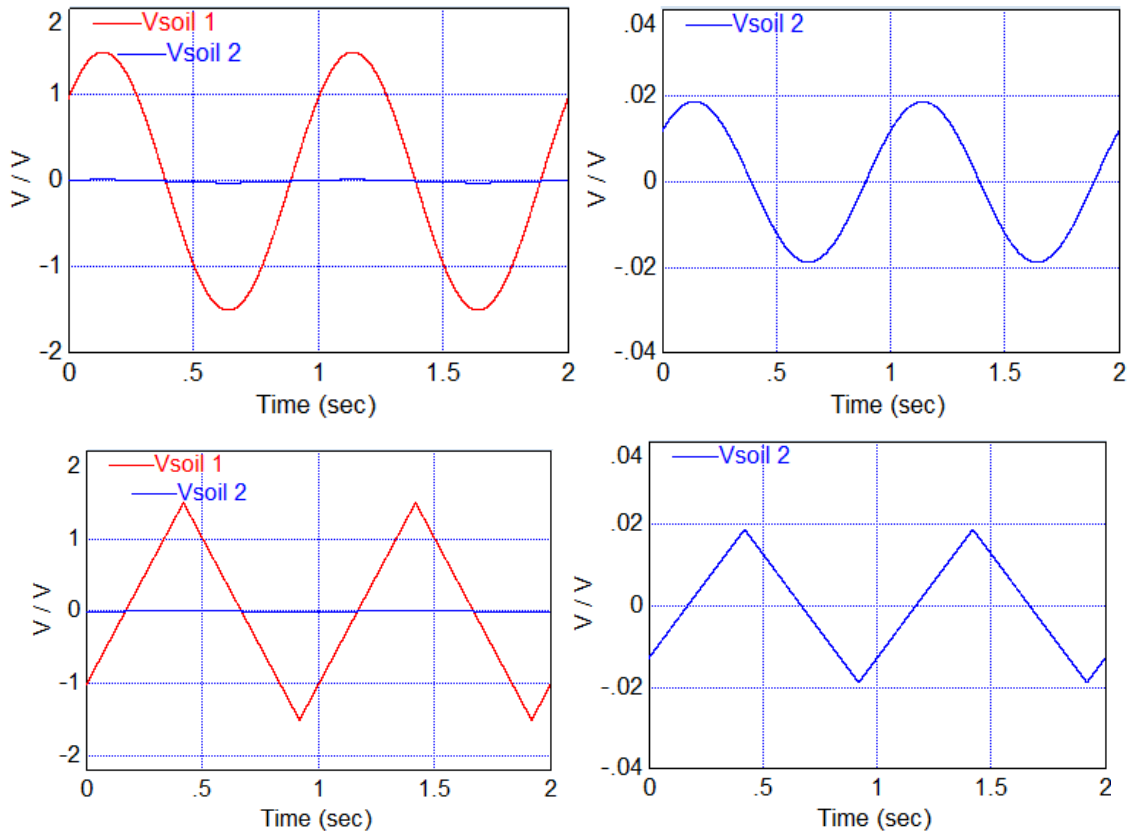 2
Vsoil 1
Vsoil 2
1
0
-1
-2
V / V
0 .5 1 1.5 2
Time (sec)
.04
Vsoil 2
.02
0
-.02
-.04
V / V
0 .5 1 1.5 2
Time (sec)
2
Vsoil 1
Vsoil 2
1
0
-1
-2
V / V
0 .5 1 1.5 2
Time (sec)
.04
Vsoil 2
.02
0
-.02
-.04
V / V
0 .5 1 1.5 2
Time (sec)